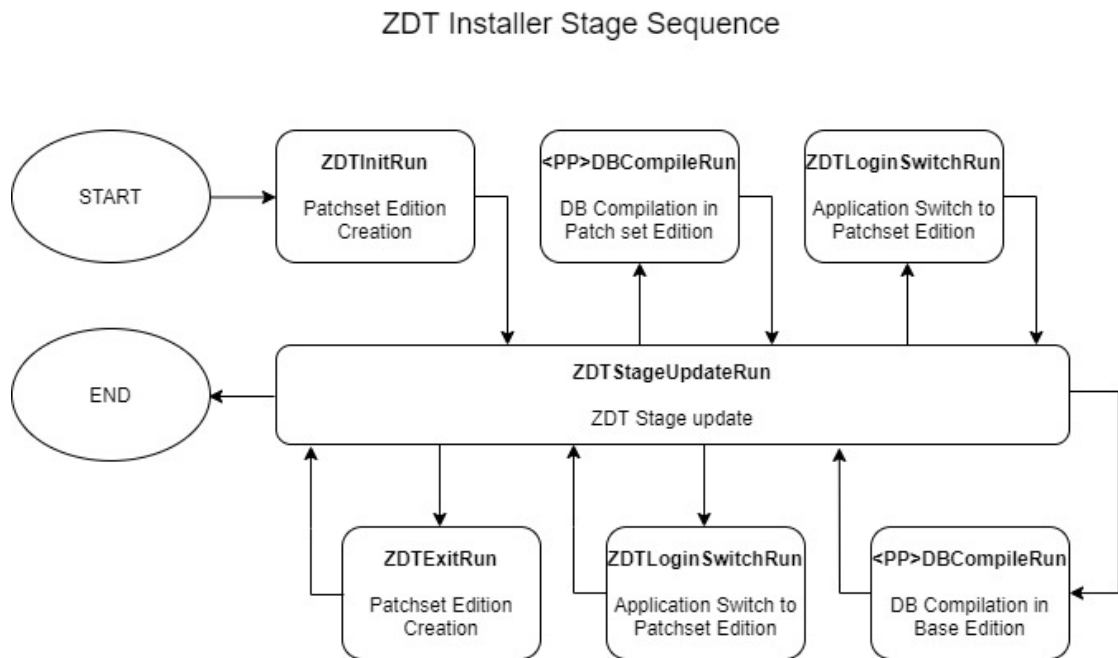 ZDT Installer Stage Sequence
START
ZDTInitRun
Patchset Edition
Creation
<PP>DBCompileRun
DB Compilation in
Patch set Edition
ZDTLoginSwitchRun
Application Switch to
Patchset Edition
END
ZDTStageUpdateRun
ZDT Stage update
ZDTExitRun
Patchset Edition
Creation
ZDTLoginSwitchRun
Application Switch to
Patchset Edition
<PP>DBCompileRun
DB Compilation in
Base Edition